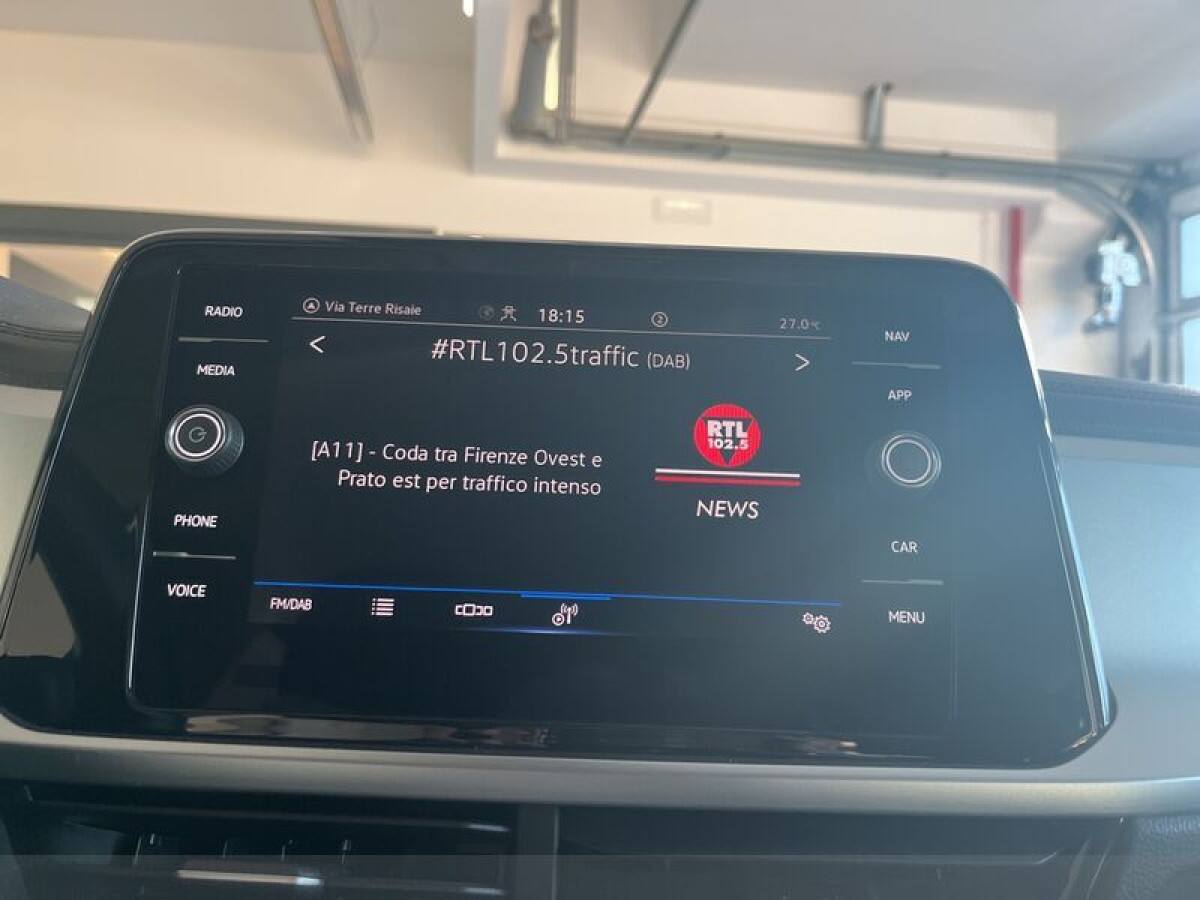 RADIO
MEDIA
PHONE
VOICE
Via Terre Risaie
18:15
2
27.0°C
#RTL102.5traffic (DAB)
[A11] - Coda tra Firenze Ovest e
Prato est per traffico intenso
RTL
102.5
NEWS
FM/DAB
NAV
APP
CAR
MENU